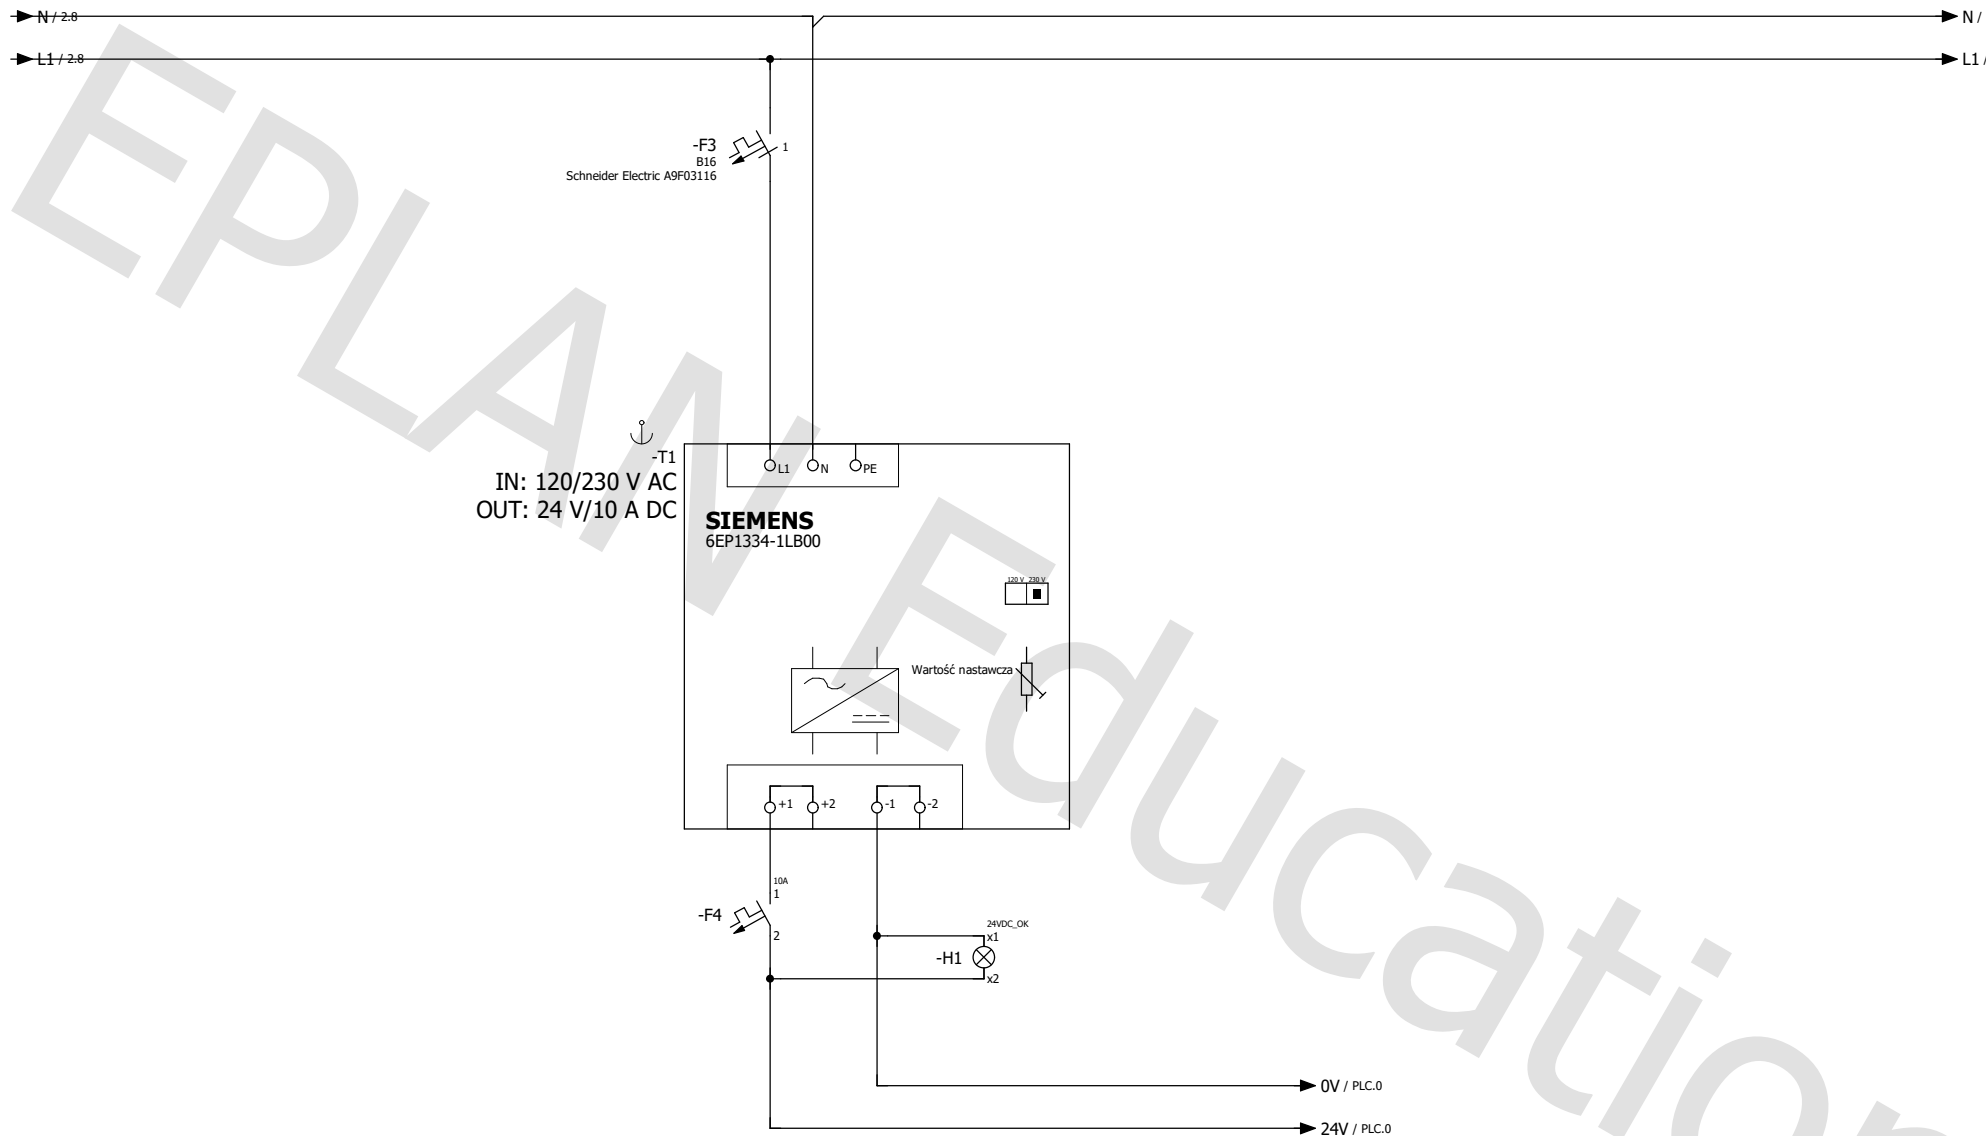 N / 2.8
N /
L1 / 2.8
L1 /
-F3
B16
Schneider Electric A9F03116
1
-T1
IN: 120/230 V AC
OUT: 24 V/10 A DC
L1
N
PE
SIEMENS
6EP1334-1LB00
120 V 230 V
Wartość nastawcza
+1
+2
-1
-2
10A
1
-F4
2
24VDC_OK
x1
-H1
x2
0V / PLC.0
24V / PLC.0
EPLAN Education